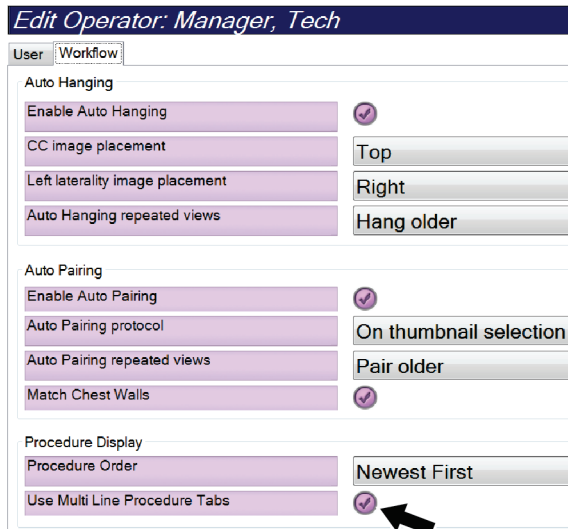 Edit Operator: Manager, Tech
User Workflow
Auto Hanging
Enable Auto Hanging
CC image placement Top
Left laterality image placement Right
Auto Hanging repeated views Hang older
Auto Pairing
Enable Auto Pairing
Auto Pairing protocol On thumbnail selection
Auto Pairing repeated views Pair older
Match Chest Walls
Procedure Display
Procedure Order Newest First
Use Multi Line Procedure Tabs